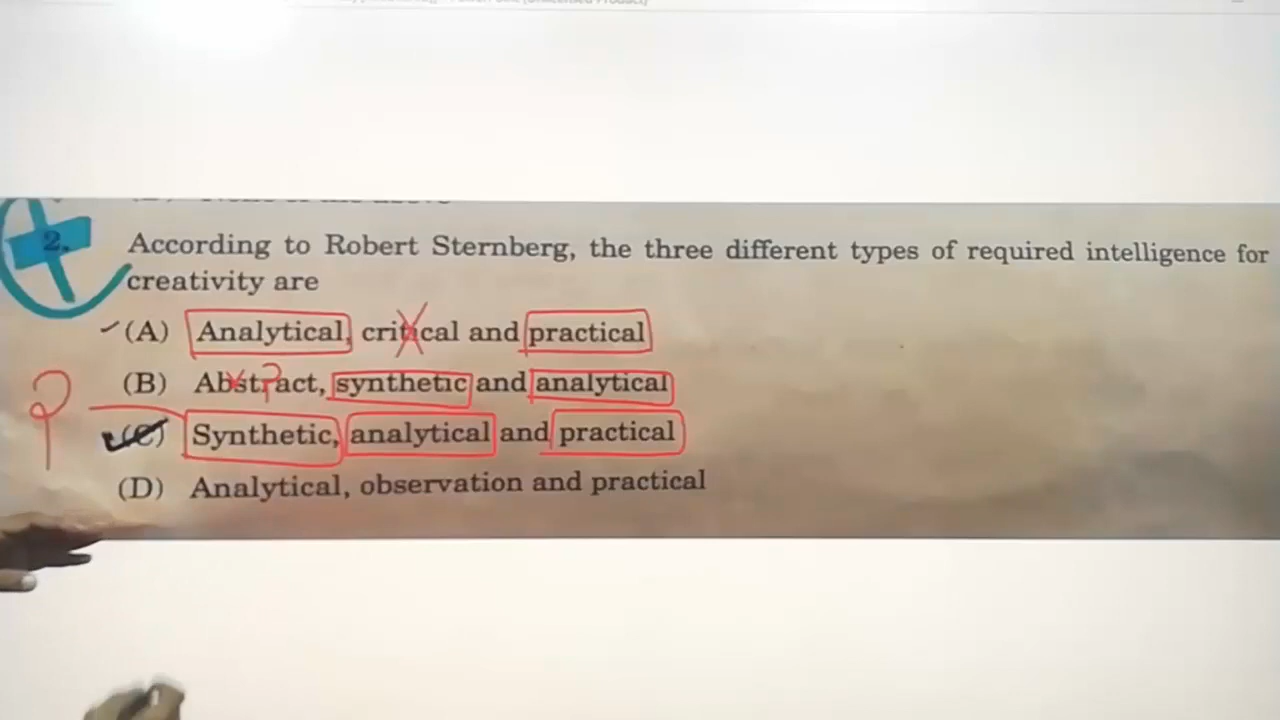 2. According to Robert Sternberg, the three different types of required intelligence for
creativity are
(A) Analytical, critical and practical
(B) Abstract, synthetic and analytical
(C) Synthetic, analytical and practical
(D) Analytical, observation and practical